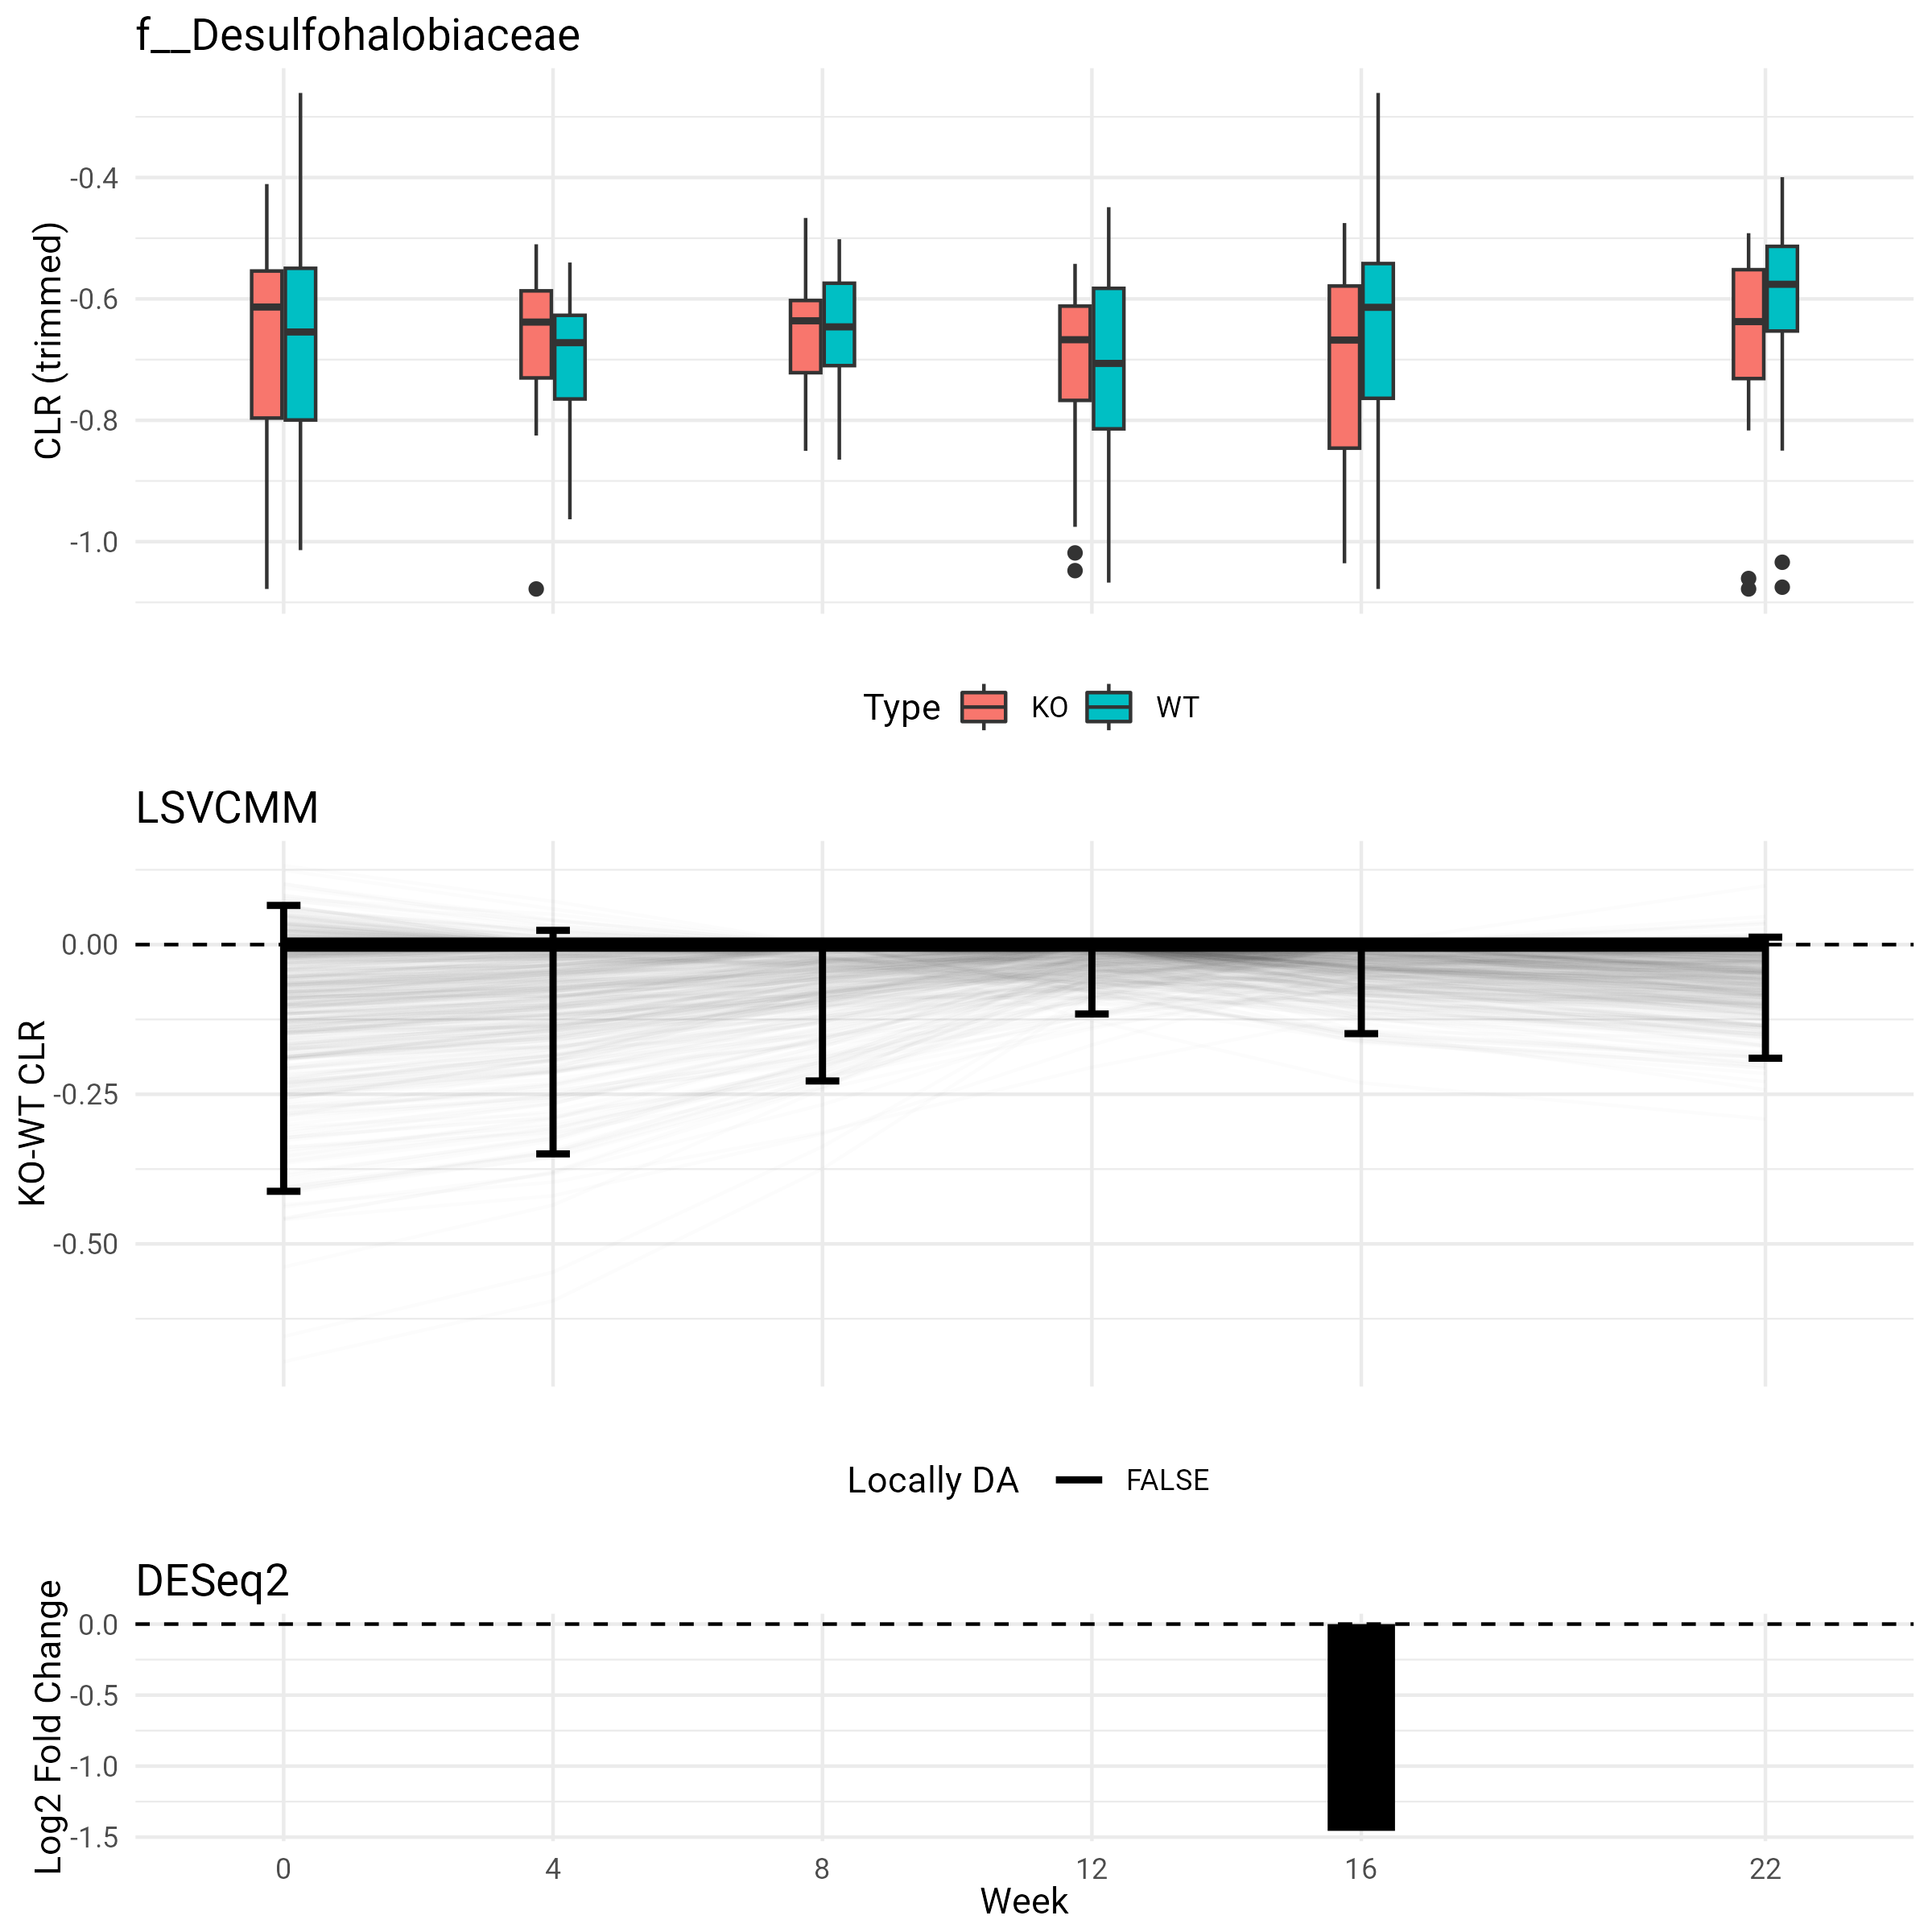 f__Desulfohalobiaceae
CLR (trimmed)
-0.4
-0.6
-0.8
-1.0
Type KO WT
LSVCMM
KO-WT CLR
0.00
-0.25
-0.50
Locally DA FALSE
DESeq2
Log2 Fold Change
0.0
-0.5
-1.0
-1.5
0 4 8 12 16 22
Week